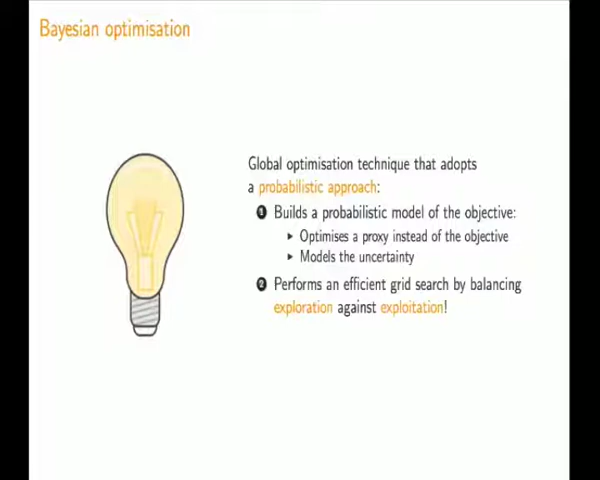 Bayesian optimisation
Global optimisation technique that adopts
a probabilistic approach:
1 Builds a probabilistic model of the objective:
▶ Optimises a proxy instead of the objective
▶ Models the uncertainty
2 Performs an efficient grid search by balancing
exploration against exploitation!